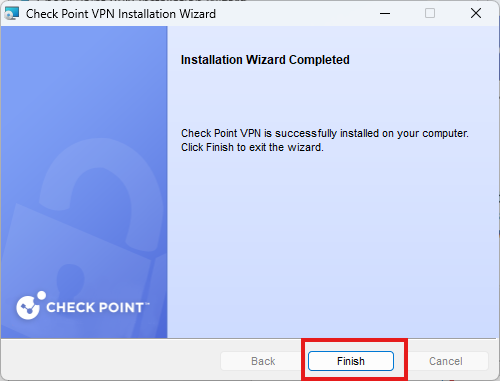 Check Point VPN Installation Wizard
Installation Wizard Completed
Check Point VPN is successfully installed on your computer.
Click Finish to exit the wizard.
CHECK POINT™
Back
Finish
Cancel